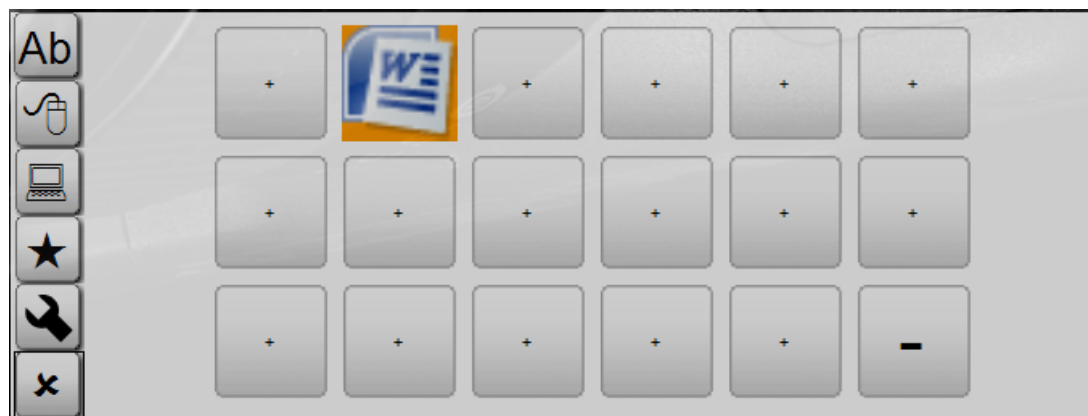 Ab
+ W + + + +
+ + + + + +
+ + + + + -